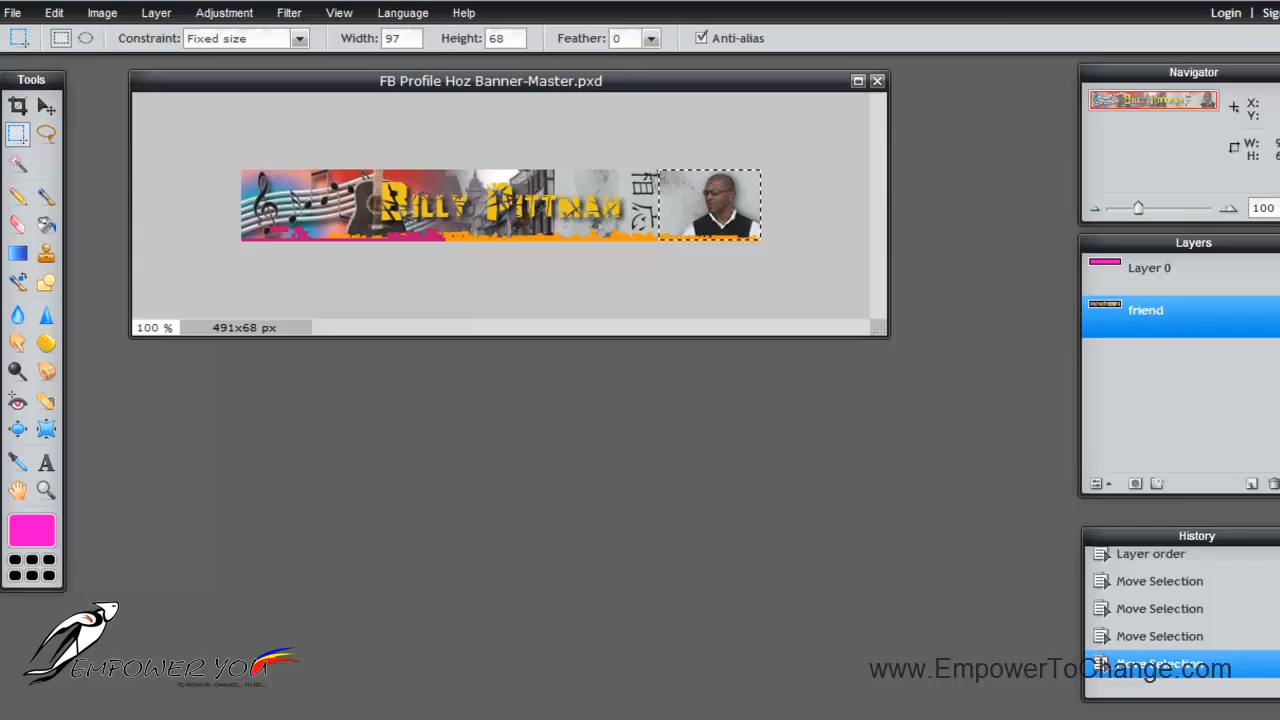 File Edit Image Layer Adjustment Filter View Language Help Login |
Constraint: Fixed size Width: 97 Height: 68 Feather: 0 Anti-alias
Tools
FB Profile Hoz Banner-Master.pxd
Navigator
X:
Y:
W:
H:
100
BILLY PITTMAN
100 % 491x68 px
Layers
Layer 0
friend
History
Layer order
Move Selection
Move Selection
Move Selection
Move Selection
EMPOWER YOU
www.EmpowerToChange.com